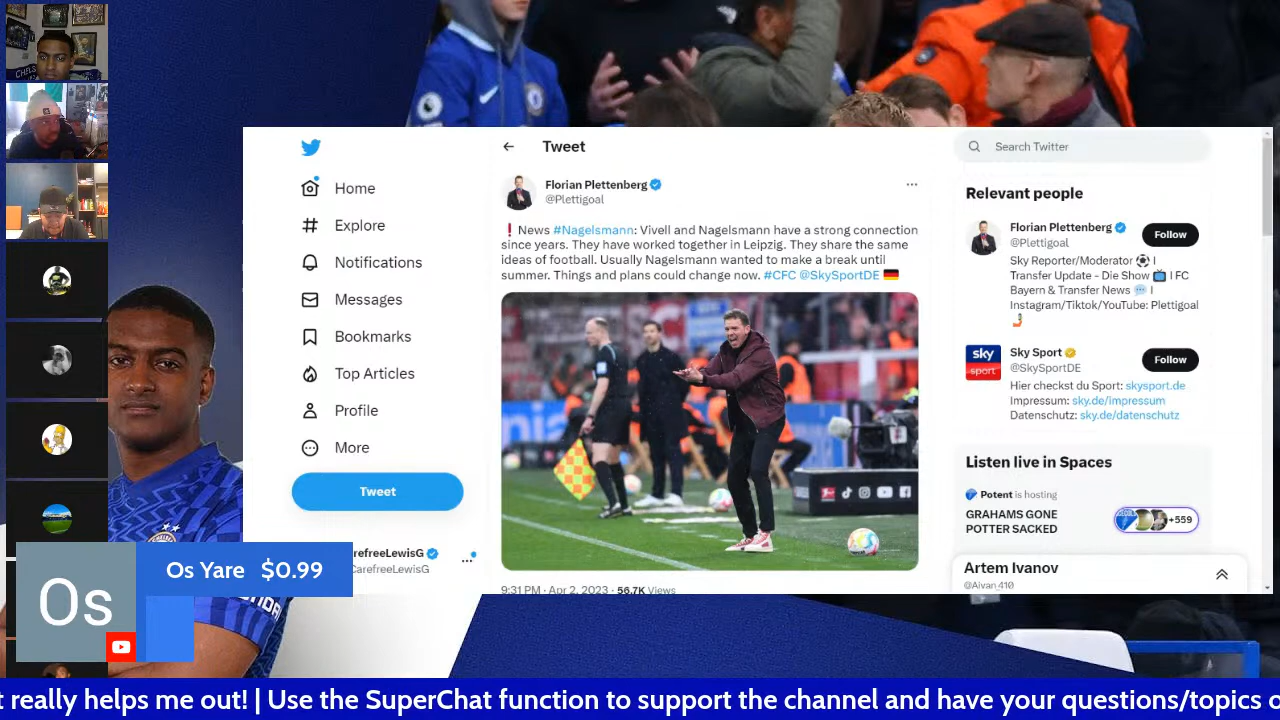 Tweet
Search Twitter
Home
Explore
Notifications
Messages
Bookmarks
Top Articles
Profile
More
Tweet
refreeLewisG
CarefreeLewisG
Florian Plettenberg
@Plettigoal
❗News #Nagelsmann: Vivell and Nagelsmann have a strong connection
since years. They have worked together in Leipzig. They share the same
ideas of football. Usually Nagelsmann wanted to make a break until
summer. Things and plans could change now. #CFC @SkySportDE 🇩🇪
9:31 PM · Apr 2, 2023 · 56.7K Views
Relevant people
Florian Plettenberg
@Plettigoal
Follow
Sky Reporter/Moderator ⚽ I
Transfer Update - Die Show 📺 I FC
Bayern & Transfer News 💬 I
Instagram/Tiktok/YouTube: Plettigoal
🤳
sky
sport
Sky Sport
@SkySportDE
Follow
Hier checkst du Sport: skysport.de
Impressum: sky.de/impressum
Datenschutz: sky.de/datenschutz
Listen live in Spaces
Potent is hosting
GRAHAMS GONE
POTTER SACKED
+559
Artem Ivanov
@Aivan_410
Os
Os Yare $0.99
t really helps me out! | Use the SuperChat function to support the channel and have your questions/topics